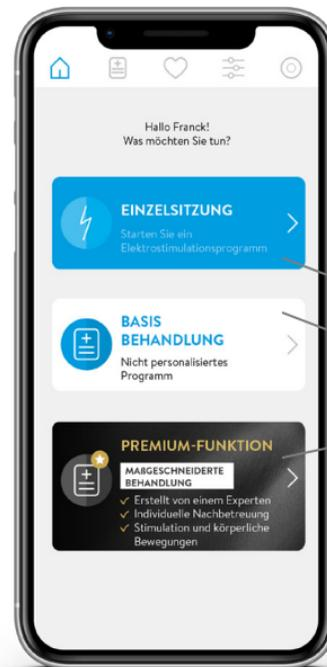 Hallo Franck!
Was möchten Sie tun?
EINZELSITZUNG
Starten Sie ein
Elektrostimulationsprogramm
BASIS
BEHANDLUNG
Nicht personalisiertes
Programm
PREMIUM-FUNKTION
MAßGESCHNEIDERTE
BEHANDLUNG
✓ Erstellt von einem Experten
✓ Individuelle Nachbetreuung
✓ Stimulation und körperliche
Bewegungen